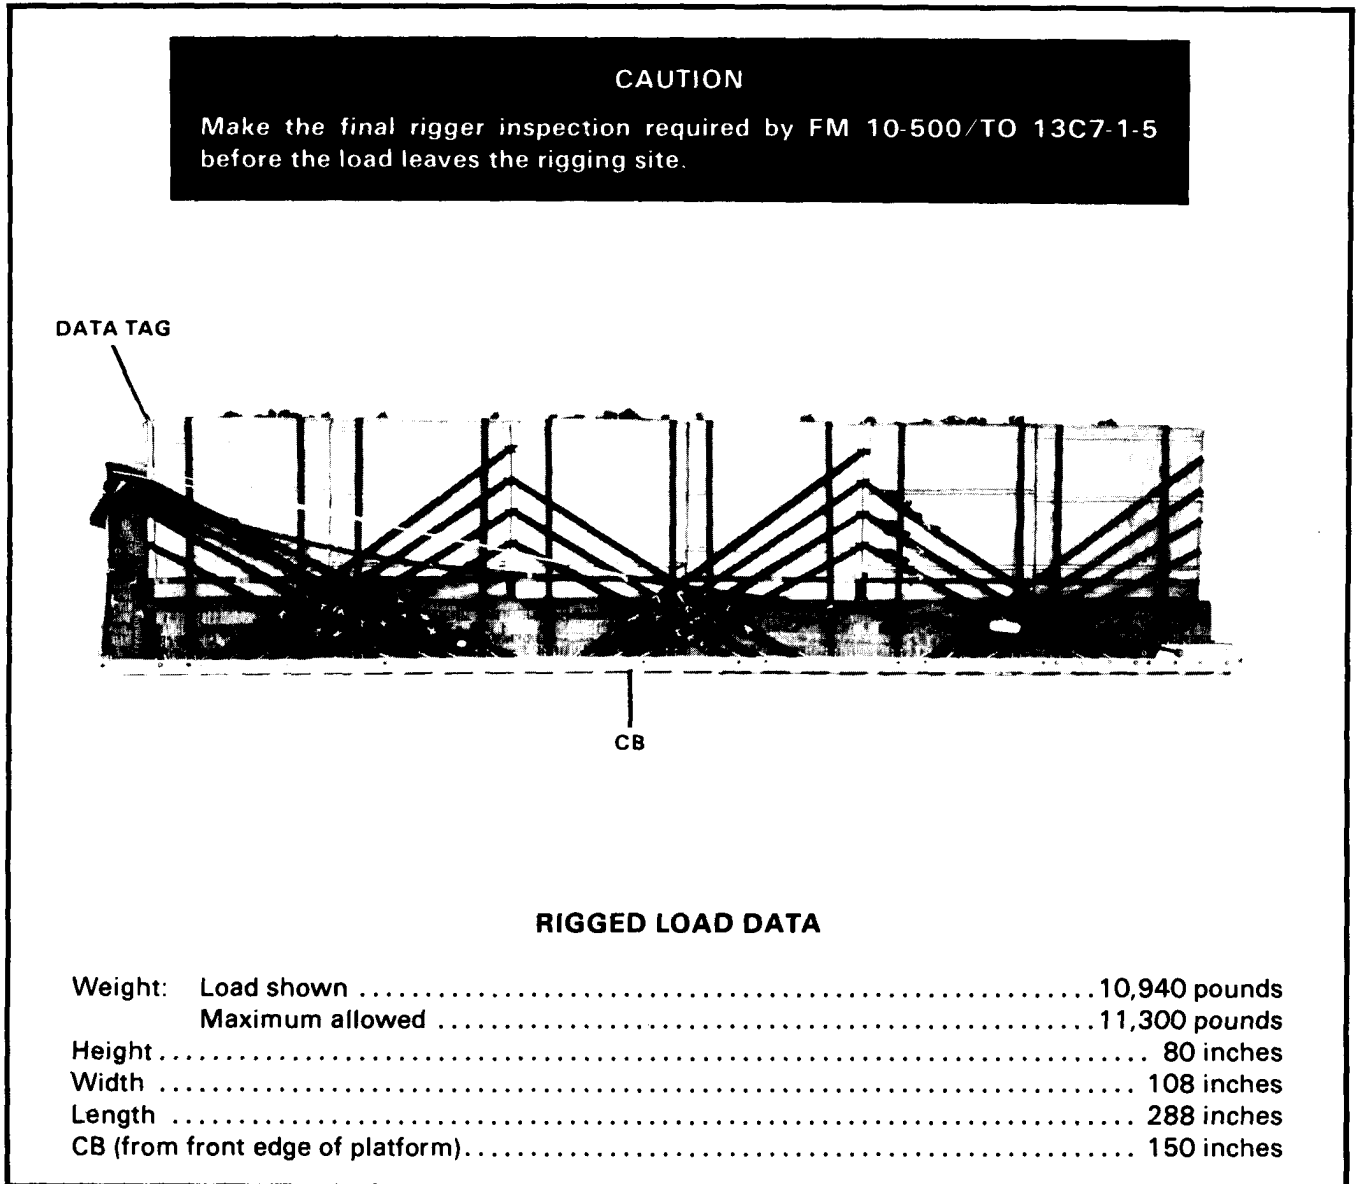 CAUTION
Make the final rigger inspection required by FM 10-500/TO 13C7-1-5
before the load leaves the rigging site.
DATA TAG
CB
RIGGED LOAD DATA
Weight: Load shown ........................................................................ 10,940 pounds
Maximum allowed ................................................................ 11,300 pounds
Height ................................................................................................ 80 inches
Width ............................................................................................... 108 inches
Length .............................................................................................. 288 inches
CB (from front edge of platform) .................................................................. 150 inches